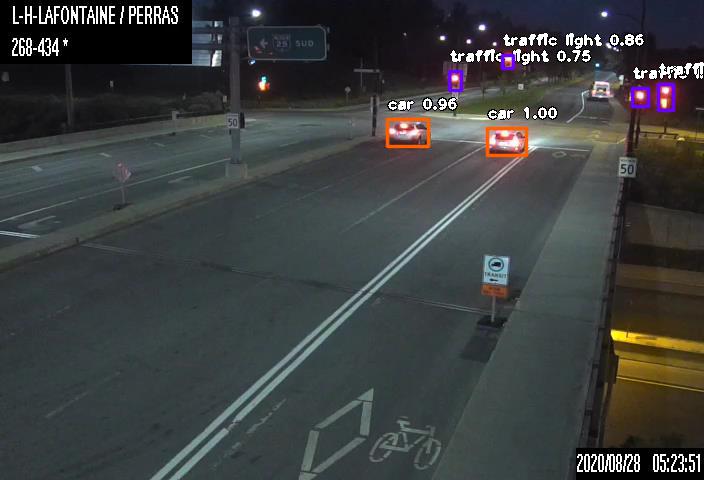 L-H-LAFONTAINE / PERRAS
268-434 *
25 SUD
traffic light 0.86
traffic light 0.75
car 0.96
car 1.00
50
50
TRANSIT
2020/08/28 05:23:51